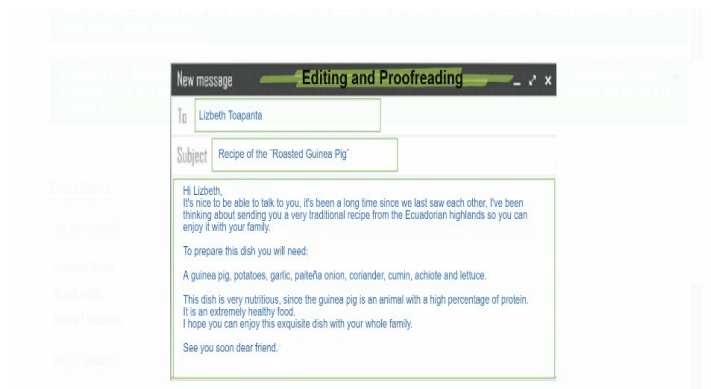 New message
Editing and Proofreading
To
Lizbeth Toapanta
Subject
Recipe of the ¨Roasted Guinea Pig¨
Hi Lizbeth,
It's nice to be able to talk to you, it's been a long time since we last saw each other, I've been
thinking about sending you a very traditional recipe from the Ecuadorian highlands so you can
enjoy it with your family.
To prepare this dish you will need:
A guinea pig, potatoes, garlic, paiteña onion, coriander, cumin, achiote and lettuce.
This dish is very nutritious, since the guinea pig is an animal with a high percentage of protein.
It is an extremely healthy food.
I hope you can enjoy this exquisite dish with your whole family.
See you soon dear friend.